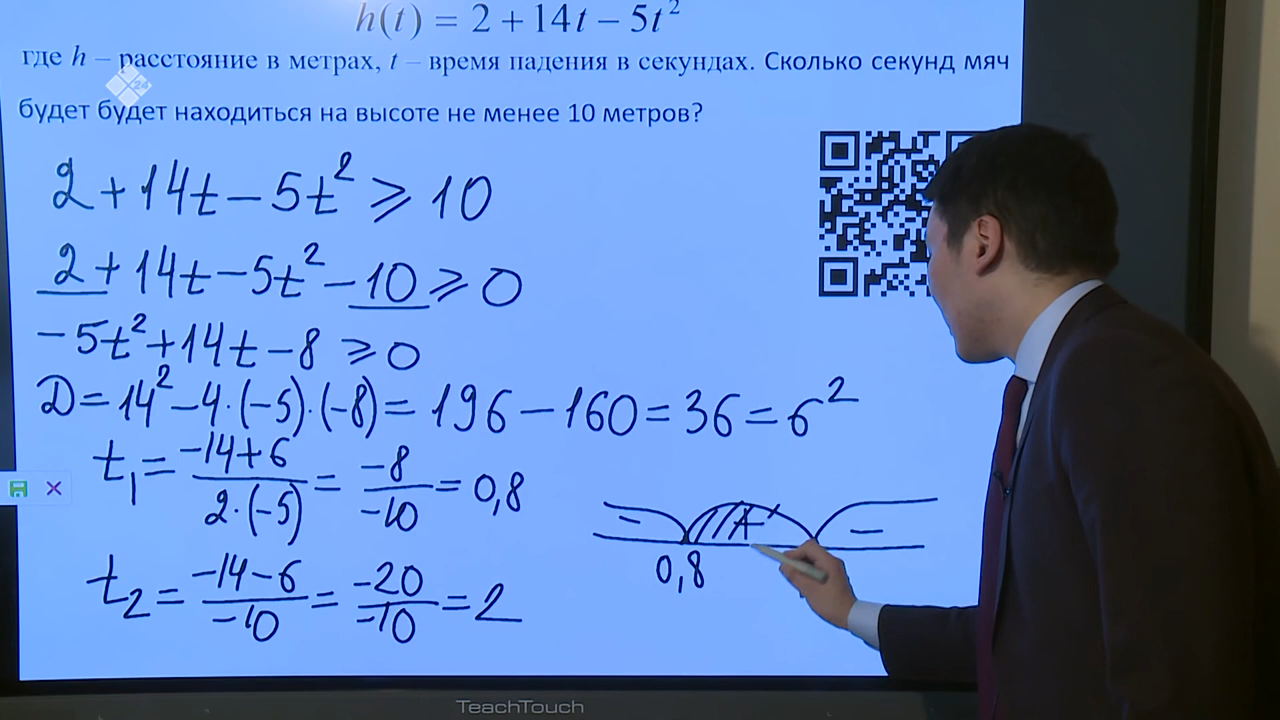 h(t) = 2 + 14t − 5t²
где h – расстояние в метрах, t – время падения в секундах. Сколько секунд мяч
будет будет находиться на высоте не менее 10 метров?
2 + 14t − 5t² ⩾ 10
2 + 14t − 5t² − 10 ⩾ 0
−5t² + 14t − 8 ⩾ 0
D = 14² − 4·(−5)·(−8) = 196 − 160 = 36 = 6²
t₁ = (−14+6)/(2·(−5)) = (−8)/(−10) = 0,8
t₂ = (−14−6)/(−10) = (−20)/(−10) = 2
− + −
0,8
24
TeachTouch